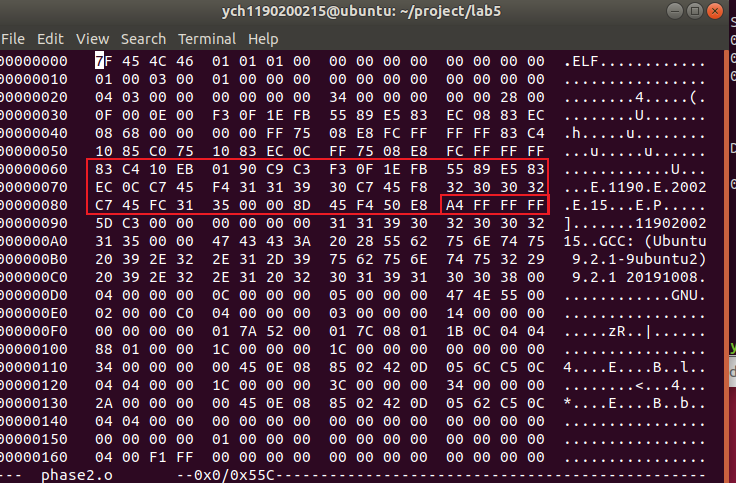 ych1190200215@ubuntu: ~/project/lab5
File Edit View Search Terminal Help
00000000 7F 45 4C 46 01 01 01 00 00 00 00 00 00 00 00 00 .ELF............
00000010 01 00 03 00 01 00 00 00 00 00 00 00 00 00 00 00 ................
00000020 04 03 00 00 00 00 00 00 34 00 00 00 00 00 28 00 ........4.....(.
00000030 0F 00 0E 00 F3 0F 1E FB 55 89 E5 83 EC 08 83 EC ........U.......
00000040 08 68 00 00 00 00 FF 75 08 E8 FC FF FF FF 83 C4 .h.....u........
00000050 10 85 C0 75 10 83 EC 0C FF 75 08 E8 FC FF FF FF ...u.....u......
00000060 83 C4 10 EB 01 90 C9 C3 F3 0F 1E FB 55 89 E5 83 ............U...
00000070 EC 0C C7 45 F4 31 31 39 30 C7 45 F8 32 30 30 32 ...E.1190.E.2002
00000080 C7 45 FC 31 35 00 00 8D 45 F4 50 E8 A4 FF FF FF .E.15...E.P.....
00000090 5D C3 00 00 00 00 00 00 31 31 39 30 32 30 30 32 ].......11902002
000000A0 31 35 00 00 47 43 43 3A 20 28 55 62 75 6E 74 75 15..GCC: (Ubuntu
000000B0 20 39 2E 32 2E 31 2D 39 75 62 75 6E 74 75 32 29 9.2.1-9ubuntu2)
000000C0 20 39 2E 32 2E 31 20 32 30 31 39 31 30 30 38 00 9.2.1 20191008.
000000D0 04 00 00 00 0C 00 00 00 05 00 00 00 47 4E 55 00 ............GNU.
000000E0 02 00 00 C0 04 00 00 00 03 00 00 00 14 00 00 00 ................
000000F0 00 00 00 00 01 7A 52 00 01 7C 08 01 1B 0C 04 04 .....zR..|......
00000100 88 01 00 00 1C 00 00 00 1C 00 00 00 00 00 00 00 ................
00000110 34 00 00 00 00 45 0E 08 85 02 42 0D 05 6C C5 0C 4....E....B..l..
00000120 04 04 00 00 1C 00 00 00 3C 00 00 00 34 00 00 00 ........<...4...
00000130 2A 00 00 00 00 45 0E 08 85 02 42 0D 05 62 C5 0C *....E....B..b..
00000140 04 04 00 00 00 00 00 00 00 00 00 00 00 00 00 00 ................
00000150 00 00 00 00 01 00 00 00 00 00 00 00 00 00 00 00 ................
00000160 04 00 F1 FF 00 00 00 00 00 00 00 00 00 00 00 00 ................
--- phase2.o --0x0/0x55C--------------------------------------------------